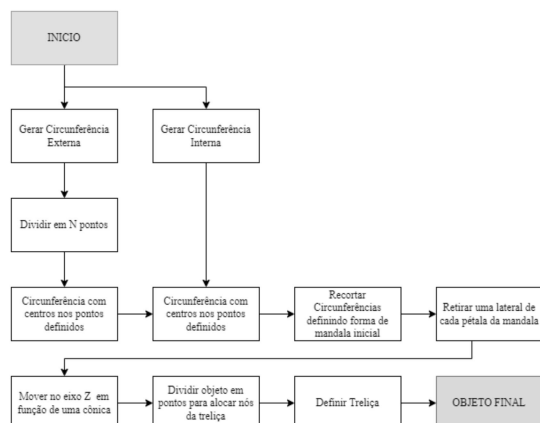 INICIO
Gerar Circunferência
Externa
Gerar Circunferência
Interna
Dividir em N pontos
Circunferência com
centros nos pontos
definidos
Circunferência com
centros nos pontos
definidos
Recortar
Circunferências
definindo forma de
mandala inicial
Retirar uma lateral de
cada pétala da mandala
Mover no eixo Z em
função de uma cônica
Dividir objeto em
pontos para alocar nós
da treliça
Definir Treliça
OBJETO FINAL